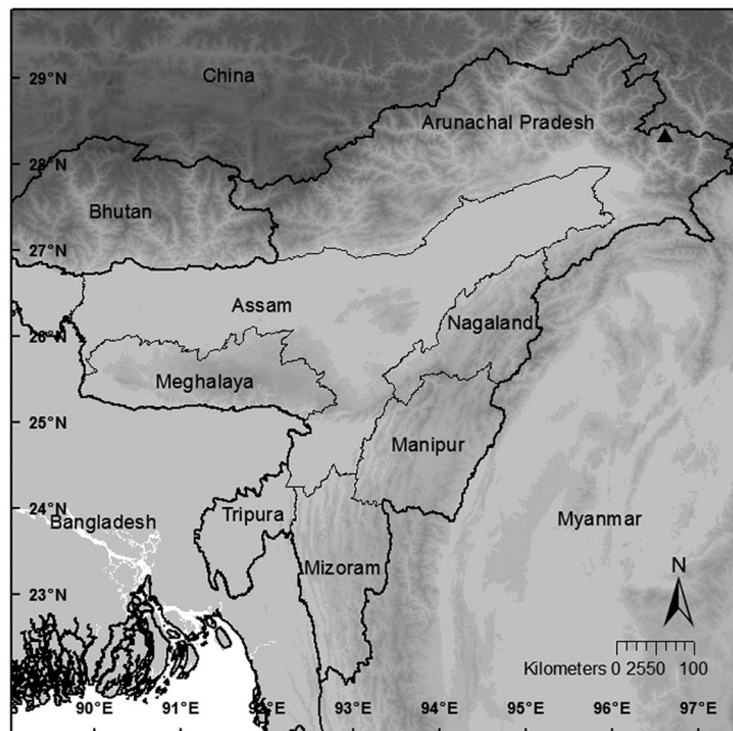 29°N
China
Arunachal Pradesh
28°N
Bhutan
27°N
Assam
Nagaland
26°N
Meghalaya
25°N
Manipur
24°N
Bangladesh
Tripura
Myanmar
Mizoram
23°N
N
Kilometers 0 2550 100
90°E 91°E 92°E 93°E 94°E 95°E 96°E 97°E